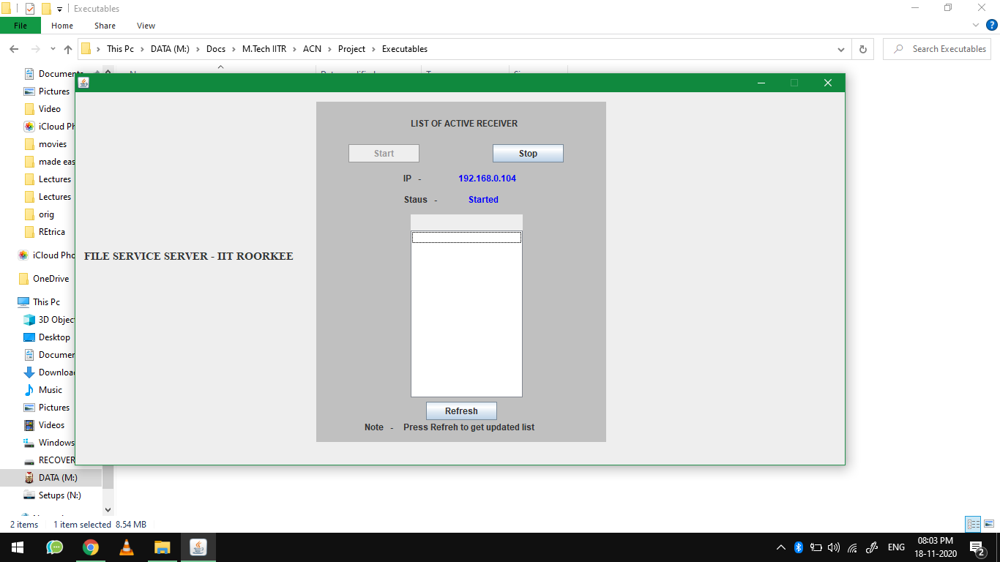 Executables
File Home Share View
This Pc DATA (M:) Docs M.Tech IITR ACN Project Executables
Search Executables
Documents
Pictures
Video
iCloud Ph
movies
made eas
Lectures
Lectures
orig
REtrica
iCloud Pho
OneDrive
This Pc
3D Objec
Desktop
Documen
Downloa
Music
Pictures
Videos
Windows
RECOVER
DATA (M:)
Setups (N:)
LIST OF ACTIVE RECEIVER
Start Stop
IP - 192.168.0.104
Staus - Started
FILE SERVICE SERVER - IIT ROORKEE
Refresh
Note - Press Refreh to get updated list
2 items 1 item selected 8.54 MB
ENG
08:03 PM
18-11-2020
2